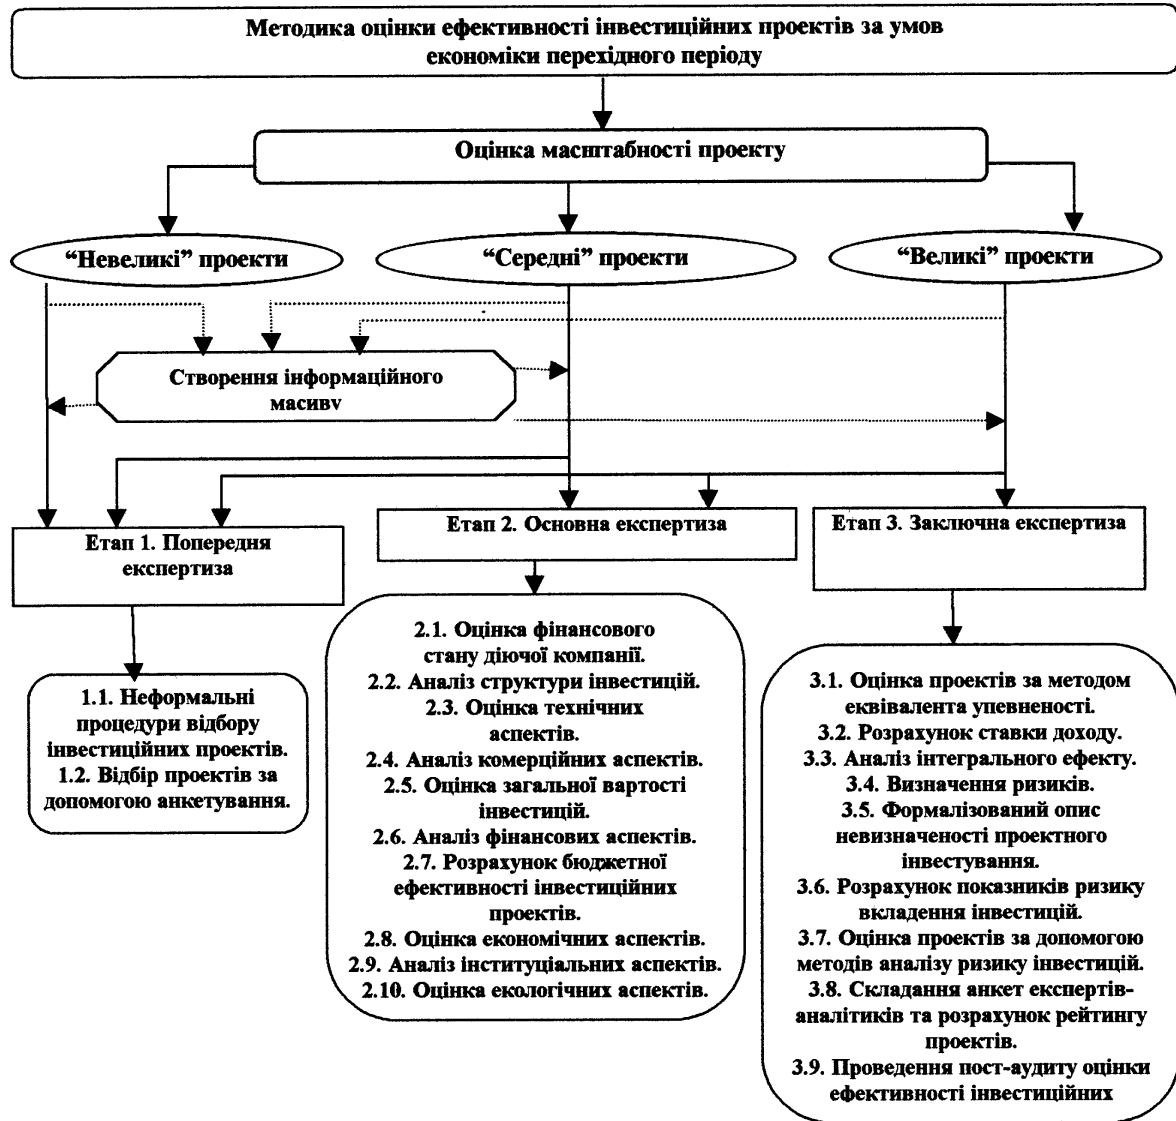 Методика оцінки ефективності інвестиційних проектів за умов
економіки перехідного періоду
Оцінка масштабності проекту
“Невеликі” проекти
“Середні” проекти
“Великі” проекти
Створення інформаційного
масиву
Етап 1. Попередня
експертиза
Етап 2. Основна експертиза
Етап 3. Заключна експертиза
1.1. Неформальні
процедури відбору
інвестиційних проектів.
1.2. Відбір проектів за
допомогою анкетування.
2.1. Оцінка фінансового
стану діючої компанії.
2.2. Аналіз структури інвестицій.
2.3. Оцінка технічних
аспектів.
2.4. Аналіз комерційних аспектів.
2.5. Оцінка загальної вартості
інвестицій.
2.6. Аналіз фінансових аспектів.
2.7. Розрахунок бюджетної
ефективності інвестиційних
проектів.
2.8. Оцінка економічних аспектів.
2.9. Аналіз інституціальних аспектів.
2.10. Оцінка екологічних аспектів.
3.1. Оцінка проектів за методом
еквівалента упевненості.
3.2. Розрахунок ставки доходу.
3.3. Аналіз інтегрального ефекту.
3.4. Визначення ризиків.
3.5. Формалізований опис
невизначеності проектного
інвестування.
3.6. Розрахунок показників ризику
вкладення інвестицій.
3.7. Оцінка проектів за допомогою
методів аналізу ризику інвестицій.
3.8. Складання анкет експертів-
аналітиків та розрахунок рейтингу
проектів.
3.9. Проведення пост-аудиту оцінки
ефективності інвестиційних